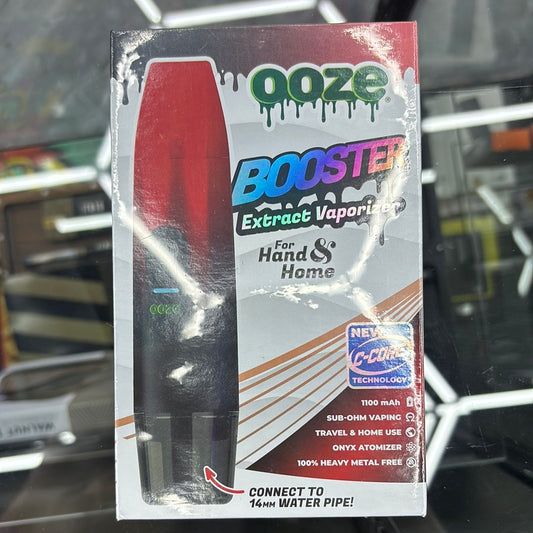 ooze
BOOSTER
Extract Vaporizer
For
Hand &
Home
OOZE
NEW
C-CORE
TECHNOLOGY
1100 mAh
SUB-OHM VAPING
TRAVEL & HOME USE
ONYX ATOMIZER
100% HEAVY METAL FREE
CONNECT TO
14MM WATER PIPE!
WALNUT